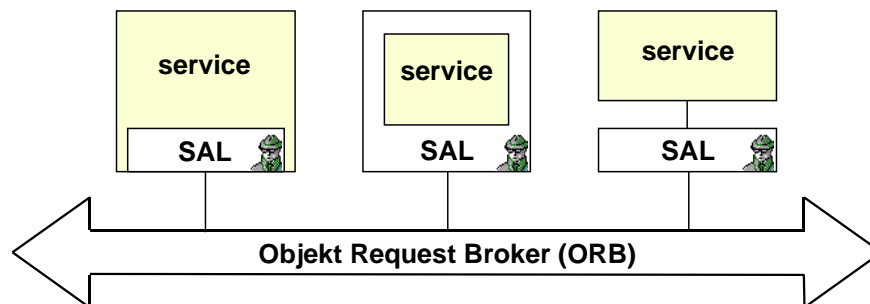 service
service
service
SAL
SAL
SAL
Objekt Request Broker (ORB)